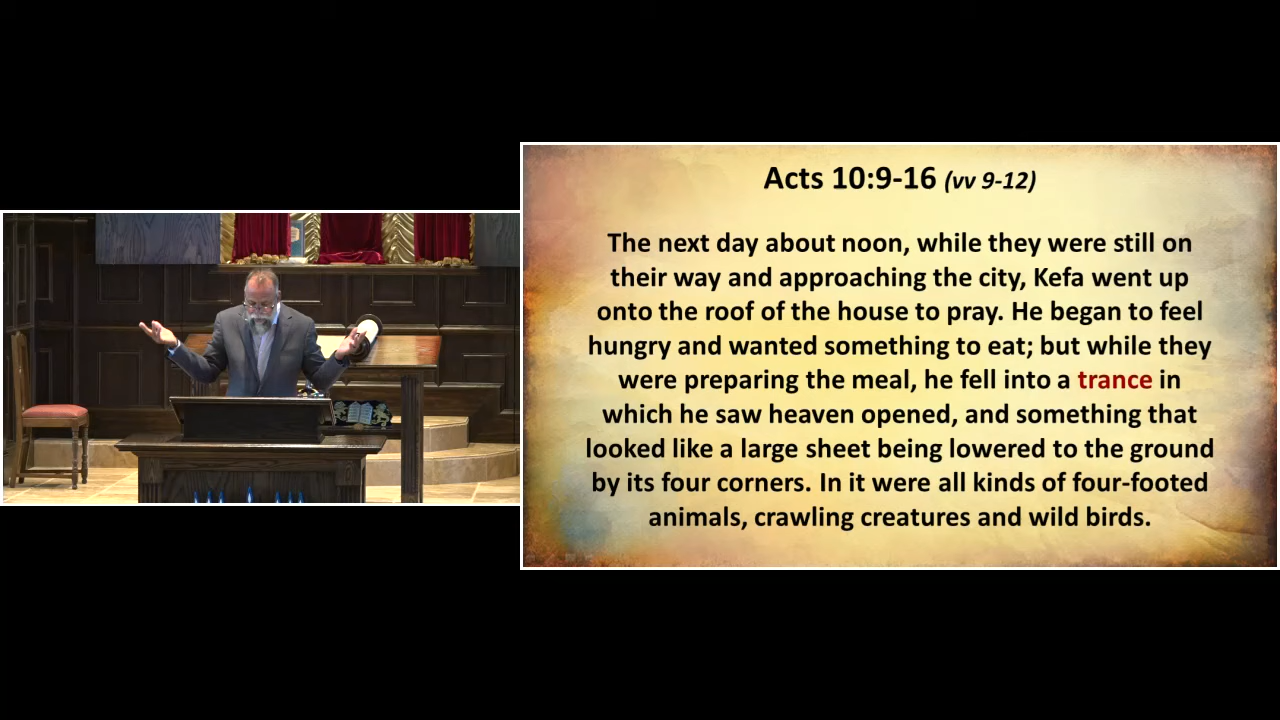 Acts 10:9-16 (vv 9-12)
The next day about noon, while they were still on
their way and approaching the city, Kefa went up
onto the roof of the house to pray. He began to feel
hungry and wanted something to eat; but while they
were preparing the meal, he fell into a trance in
which he saw heaven opened, and something that
looked like a large sheet being lowered to the ground
by its four corners. In it were all kinds of four-footed
animals, crawling creatures and wild birds.